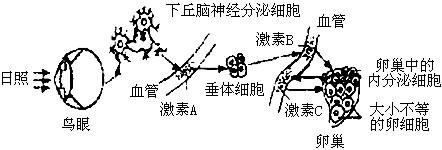 下丘脑神经分泌细胞
血管
激素B
日照
卵巢中的
内分泌细胞
血管
垂体细胞
激素A
激素C
大小不等
的卵细胞
鸟眼
卵巢